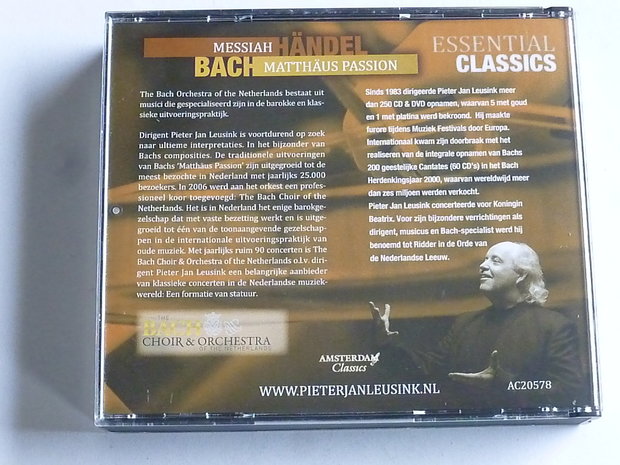 MESSIAH HÄNDEL
BACH MATTHÄUS PASSION
ESSENTIAL
CLASSICS
The Bach Orchestra of the Netherlands bestaat uit
musici die gespecialiseerd zijn in de barokke en klas-
sieke uitvoeringspraktijk.
Dirigent Pieter Jan Leusink is voortdurend op zoek
naar ultieme interpretaties. In het bijzonder van
Bachs composities. De traditionele uitvoeringen
van Bachs 'Matthäus Passion' zijn uitgegroeid tot de
meest bezochte in Nederland met jaarlijks 25.000
bezoekers. In 2006 werd aan het orkest een profes-
sioneel koor toegevoegd: The Bach Choir of the
Netherlands. Het is in Nederland het enige barokge-
zelschap dat met vaste bezetting werkt en is uitge-
groeid tot één van de toonaangevende gezelschap-
pen in de internationale uitvoeringspraktijk van
oude muziek. Met jaarlijks ruim 90 concerten is The
Bach Choir & Orchestra of the Netherlands o.l.v. diri-
gent Pieter Jan Leusink een belangrijke aanbieder
van klassieke concerten in de Nederlandse muziek-
wereld: Een formatie van statuur.
Sinds 1983 dirigeerde Pieter Jan Leusink meer
dan 250 CD & DVD opnamen, waarvan 5 met goud
en 1 met platina werd bekroond. Hij maakte
furore tijdens Muziek Festivals door Europa.
Internationaal kwam zijn doorbraak met het
realiseren van de integrale opnamen van Bachs
200 geestelijke Cantates (60 CD's) in het Bach
Herdenkingsjaar 2000, waarvan wereldwijd meer
dan zes miljoen werden verkocht.
Pieter Jan Leusink concerteerde voor Koningin
Beatrix. Voor zijn bijzondere verrichtingen als
dirigent, musicus en Bach-specialist werd hij
benoemd tot Ridder in de Orde van
de Nederlandse Leeuw.
THE
BACH
CHOIR & ORCHESTRA
OF THE NETHERLANDS
AMSTERDAM
Classics
WWW.PIETERJANLEUSINK.NL
AC20578